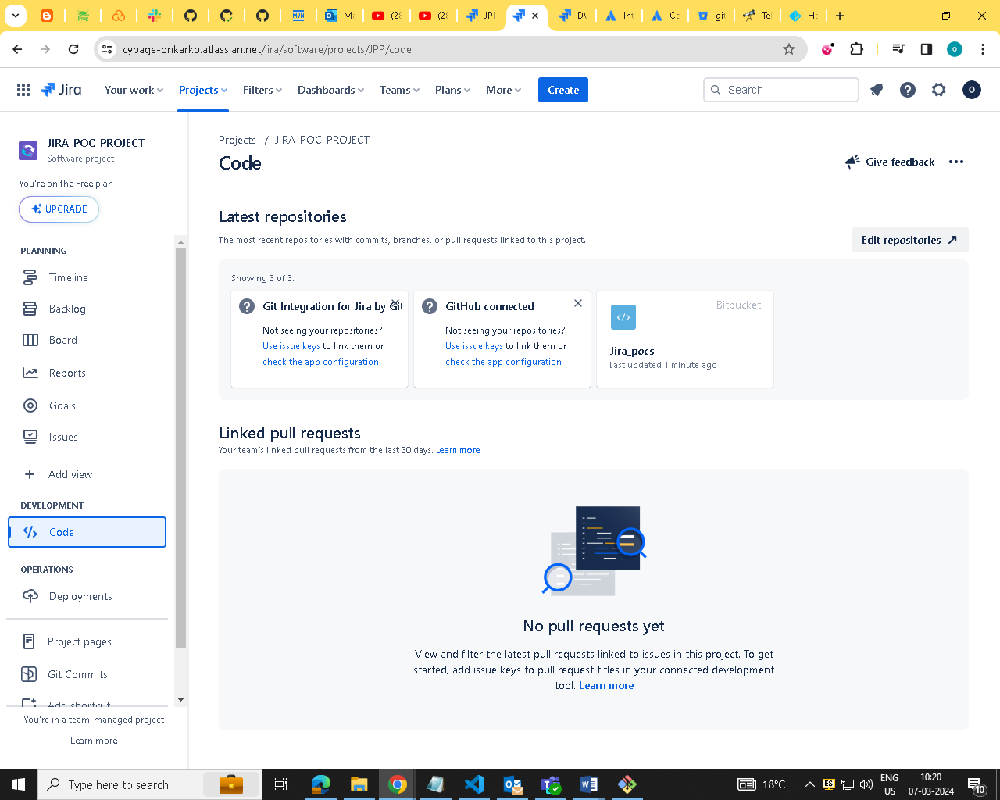 MVN
Ma
(28
(28
JPI
DV
Int
Co
git
Tel
Ho
cybage-onkarko.atlassian.net/jira/software/projects/JPP/code
o
Jira
Your work
Projects
Filters
Dashboards
Teams
Plans
More
Create
Search
O
JIRA_POC_PROJECT
Software project
You're on the Free plan
UPGRADE
PLANNING
Timeline
Backlog
Board
Reports
Goals
Issues
Add view
DEVELOPMENT
Code
OPERATIONS
Deployments
Project pages
Git Commits
Add shortcut
You're in a team-managed project
Learn more
Projects / JIRA_POC_PROJECT
Code
Give feedback
Latest repositories
The most recent repositories with commits, branches, or pull requests linked to this project.
Edit repositories
Showing 3 of 3.
Git Integration for Jira by Git
Not seeing your repositories?
Use issue keys to link them or
check the app configuration
GitHub connected
Not seeing your repositories?
Use issue keys to link them or
check the app configuration
Bitbucket
Jira_pocs
Last updated 1 minute ago
Linked pull requests
Your team's linked pull requests from the last 30 days. Learn more
No pull requests yet
View and filter the latest pull requests linked to issues in this project. To get
started, add issue keys to pull request titles in your connected development
tool. Learn more
Type here to search
18°C
ES
ENG
US
10:20
07-03-2024
10